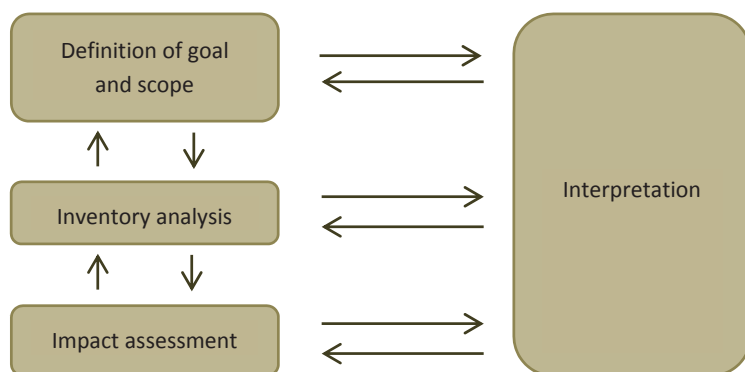 Definition of goal
and scope
Interpretation
Inventory analysis
Impact assessment